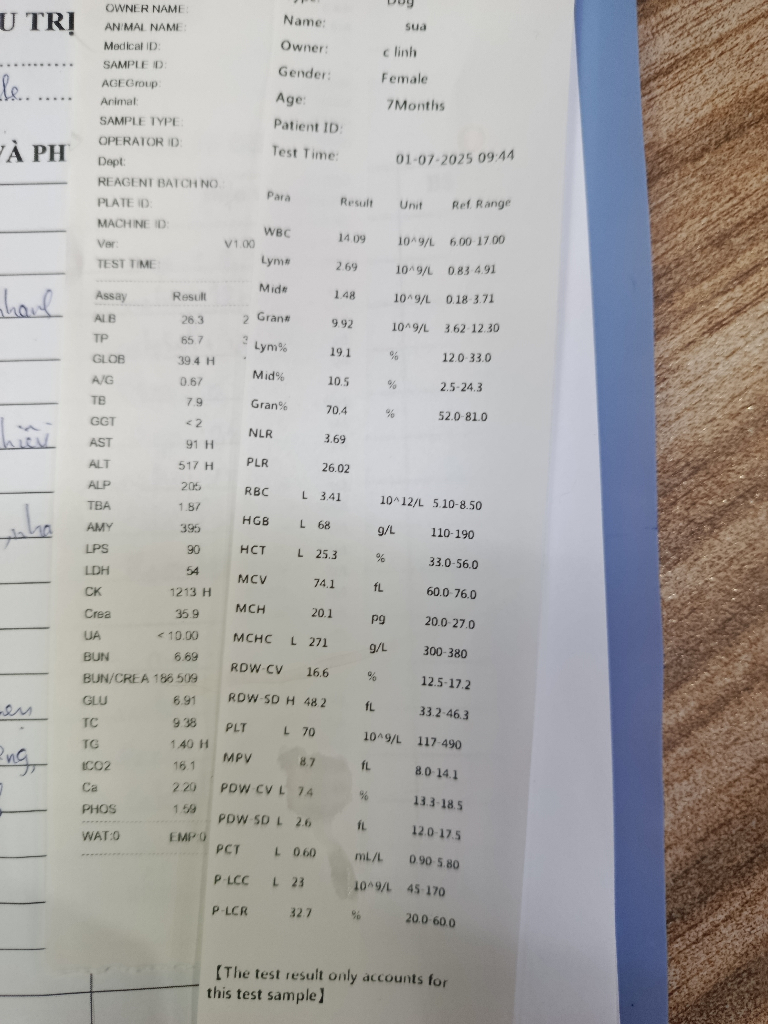 U TRỊ
VÀ PH
OWNER NAME:
ANIMAL NAME:
Medical ID:
SAMPLE ID:
AGEGroup:
Animal:
SAMPLE TYPE:
OPERATOR ID:
Dept:
REAGENT BATCH NO.:
PLATE ID:
MACHINE ID:
Ver: V1.00
TEST TIME:
Assay Result
ALB 26.3 2
TP 65.7 3
GLOB 39.4 H
A/G 0.67
TB 7.9
GGT <2
AST 91 H
ALT 517 H
ALP 205
TBA 1.87
AMY 395
LPS 90
LDH 54
CK 1213 H
Crea 35.9
UA <10.00
BUN 6.69
BUN/CREA 186.509
GLU 6.91
TC 9.38
TG 1.40 H
tCO2 16.1
Ca 2.20
PHOS 1.59
WAT:0 EMP:0
Dog
Name: sua
Owner: c linh
Gender: Female
Age: 7Months
Patient ID:
Test Time: 01-07-2025 09:44
Para Result Unit Ref. Range
WBC 14.09 10^9/L 6.00-17.00
Lym# 2.69 10^9/L 0.83-4.91
Mid# 1.48 10^9/L 0.18-3.71
Gran# 9.92 10^9/L 3.62-12.30
Lym% 19.1 % 12.0-33.0
Mid% 10.5 % 2.5-24.3
Gran% 70.4 % 52.0-81.0
NLR 3.69
PLR 26.02
RBC L 3.41 10^12/L 5.10-8.50
HGB L 68 g/L 110-190
HCT L 25.3 % 33.0-56.0
MCV 74.1 fL 60.0-76.0
MCH 20.1 pg 20.0-27.0
MCHC L 271 g/L 300-380
RDW-CV 16.6 % 12.5-17.2
RDW-SD H 48.2 fL 33.2-46.3
PLT L 70 10^9/L 117-490
MPV 8.7 fL 8.0-14.1
PDW-CV L 7.4 % 13.3-18.5
PDW-SD L 2.6 fL 12.0-17.5
PCT L 0.60 mL/L 0.90-5.80
P-LCC L 23 10^9/L 45-170
P-LCR 32.7 % 20.0-60.0
【The test result only accounts for
this test sample】